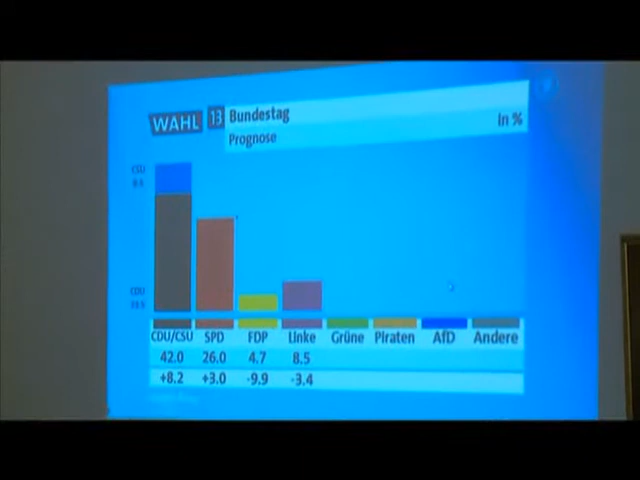 WAHL 13 Bundestag
Prognose in %
CSU
CDU
CDU/CSU SPD FDP Linke Grüne Piraten AfD Andere
42.0 26.0 4.7 8.5
+8.2 +3.0 -9.9 -3.4